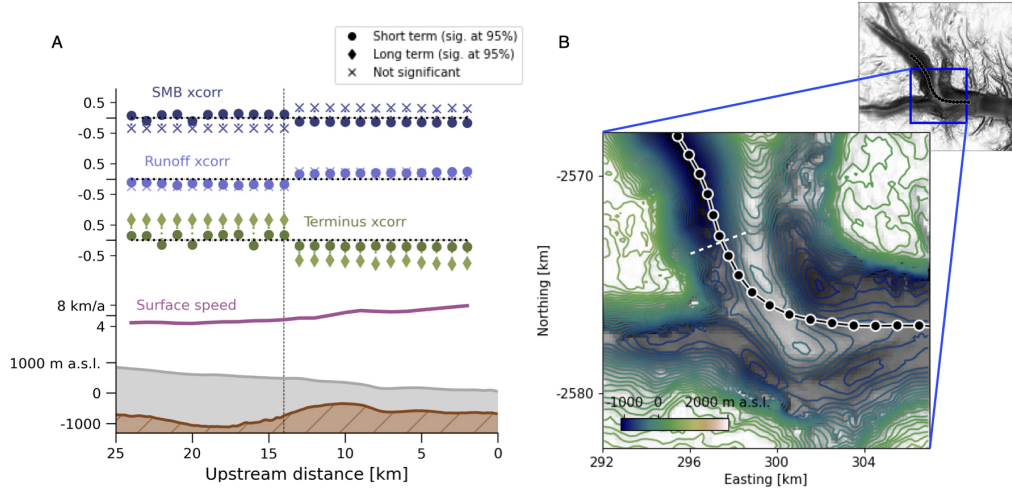 A
Short term (sig. at 95%)
Long term (sig. at 95%)
Not significant
SMB xcorr
0.5
-0.5
Runoff xcorr
0.5
-0.5
Terminus xcorr
0.5
-0.5
Surface speed
8 km/a
4
1000 m a.s.l.
0
-1000
25
20
15
10
5
0
Upstream distance [km]
B
-2570
-2580
Northing [km]
-1000
0
2000 m a.s.l.
292
296
300
304
Easting [km]